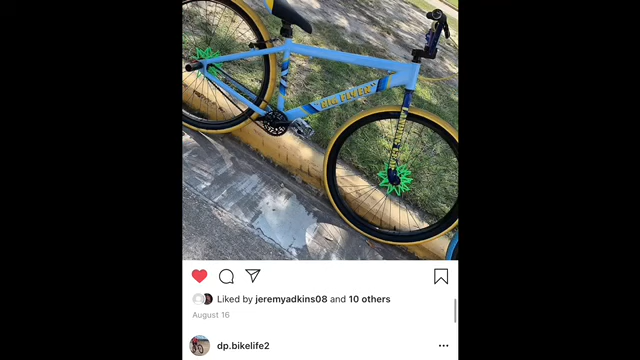 BIG FLYER
Liked by jeremyadkins08 and 10 others
August 16
dp.bikelife2